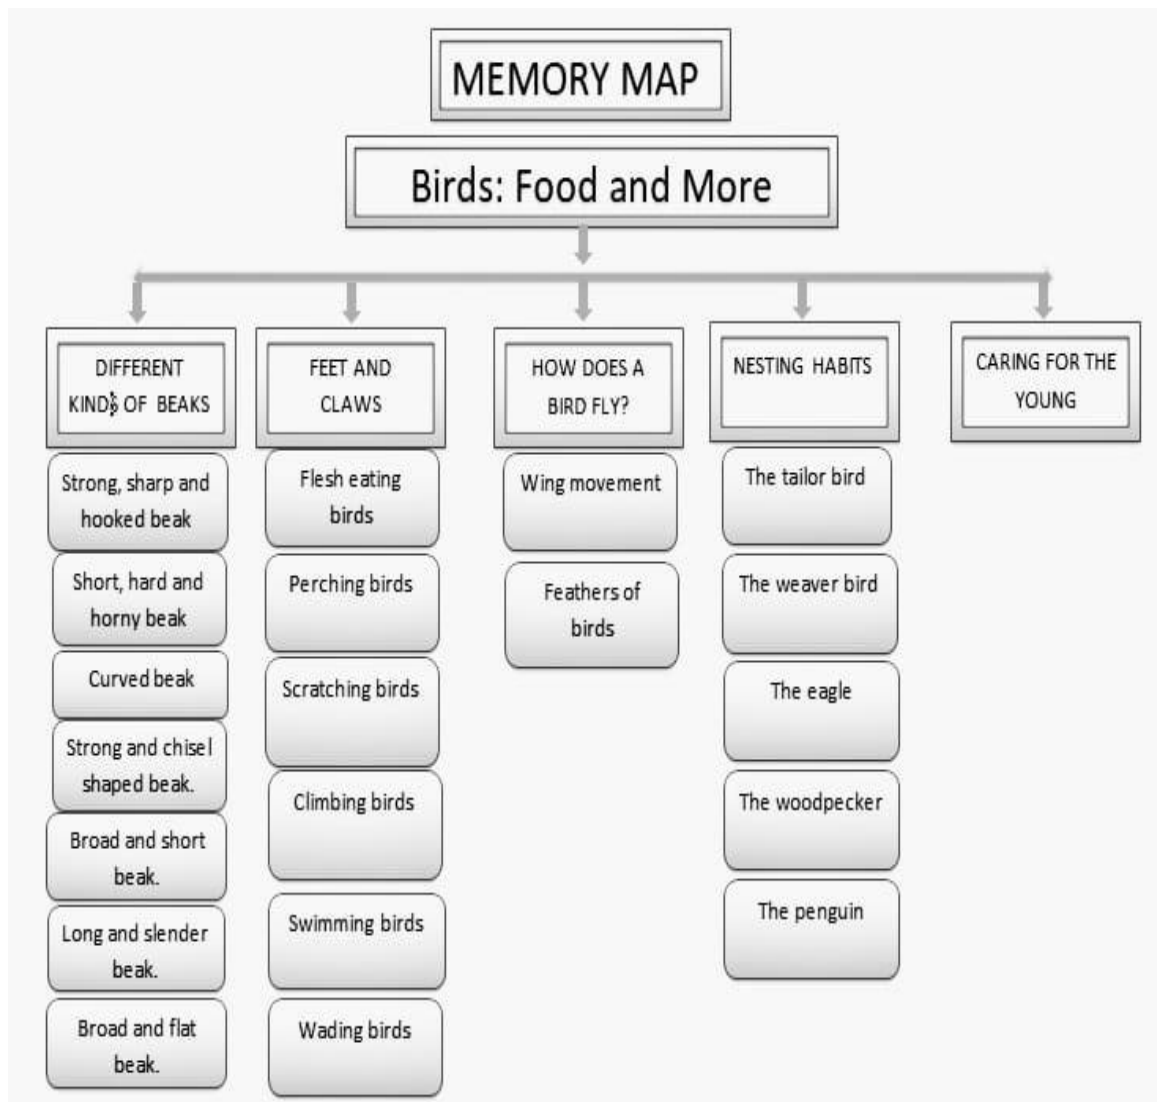 MEMORY MAP
Birds: Food and More
DIFFERENT
KINDS OF BEAKS
Strong, sharp and
hooked beak
Short, hard and
horny beak
Curved beak
Strong and chisel
shaped beak.
Broad and short
beak.
Long and slender
beak.
Broad and flat
beak.
FEET AND
CLAWS
Flesh eating
birds
Perching birds
Scratching birds
Climbing birds
Swimming birds
Wading birds
HOW DOES A
BIRD FLY?
Wing movement
Feathers of
birds
NESTING HABITS
The tailor bird
The weaver bird
The eagle
The woodpecker
The penguin
CARING FOR THE
YOUNG